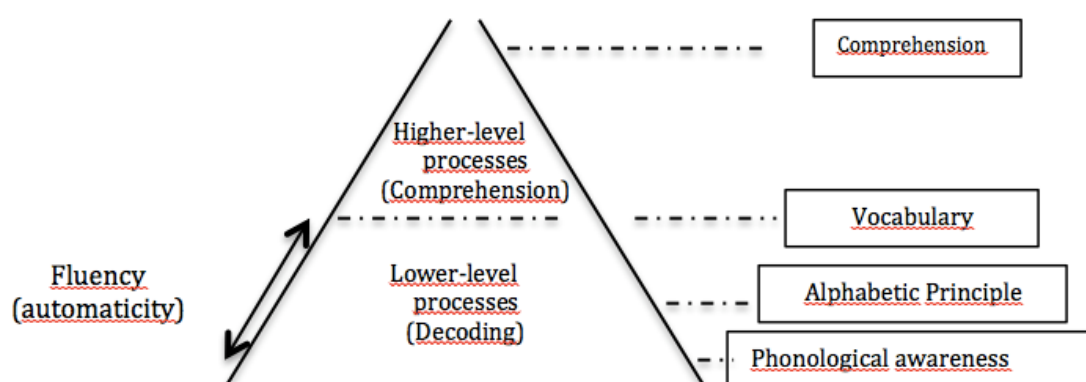 Comprehension
Higher-level
processes
(Comprehension)
Vocabulary
Fluency
(automaticity)
Lower-level
processes
(Decoding)
Alphabetic Principle
Phonological awareness